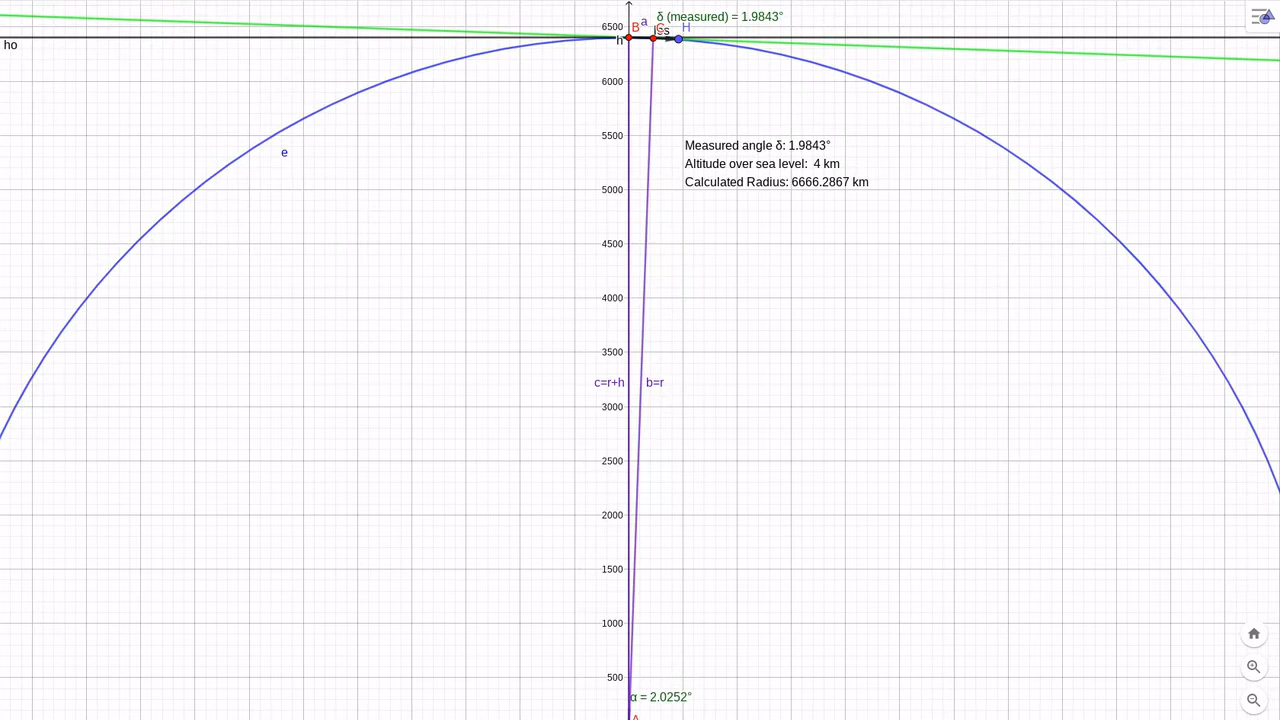 δ (measured) = 1.9843°
B a
H
6500
ho
h
6000
5500
Measured angle δ: 1.9843°
Altitude over sea level: 4 km
Calculated Radius: 6666.2867 km
e
5000
4500
4000
3500
c=r+h b=r
3000
2500
2000
1500
1000
500
α = 2.0252°
A